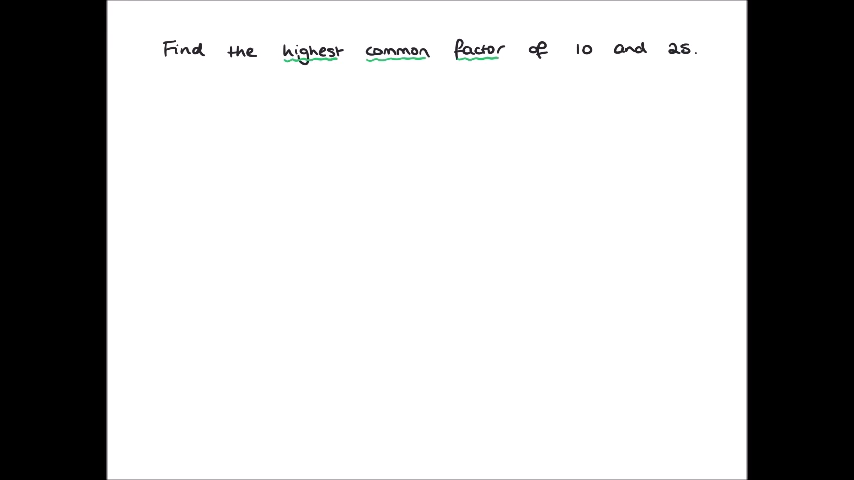 Find the highest common factor of 10 and 25.